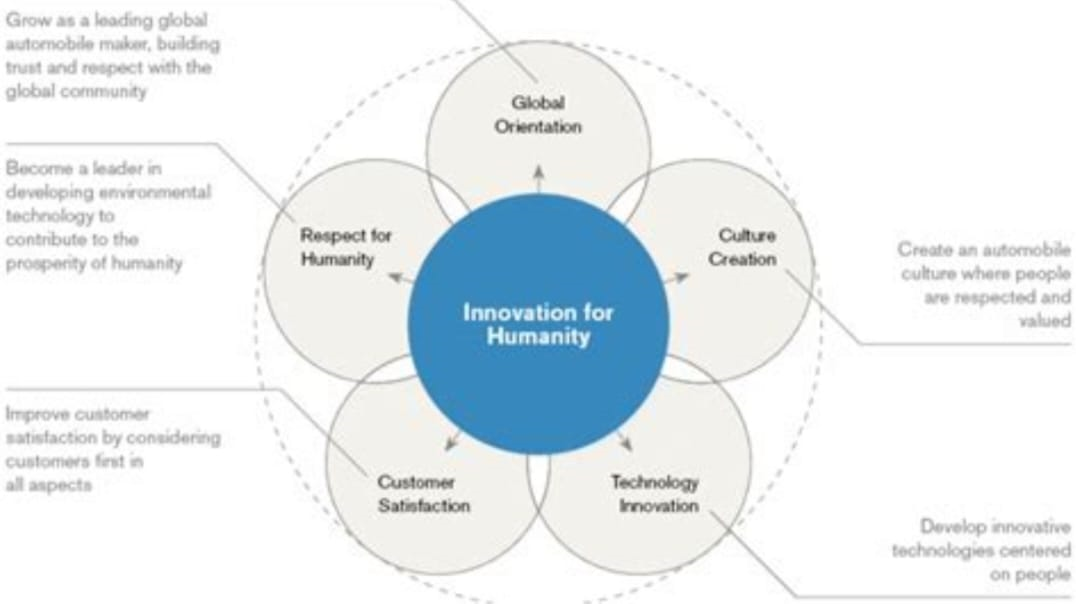 Grow as a leading global
automobile maker, building
trust and respect with the
global community
Global
Orientation
Become a leader in
developing environmental
technology to
contribute to the
prosperity of humanity
Respect for
Humanity
Culture
Creation
Create an automobile
culture where people
are respected and
valued
Innovation for
Humanity
Improve customer
satisfaction by considering
customers first in
all aspects
Customer
Satisfaction
Technology
Innovation
Develop innovative
technologies centered
on people